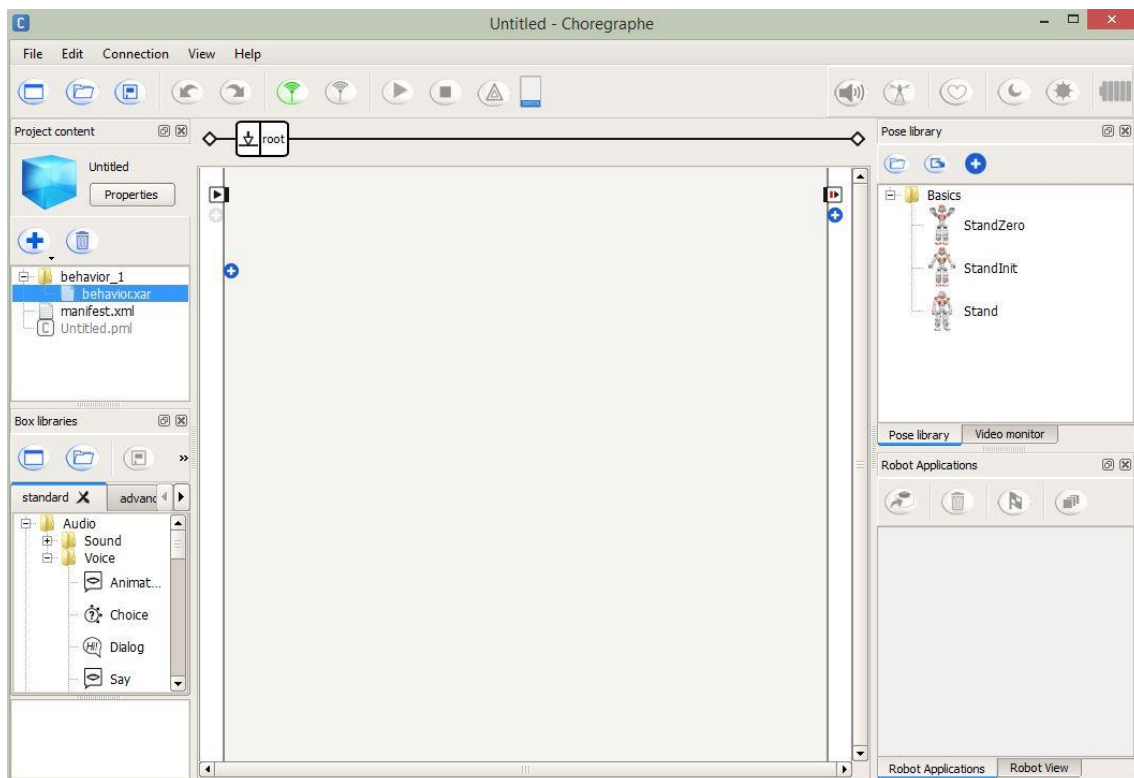 Untitled - Choregraphe
File Edit Connection View Help
Project content
Untitled
Properties
behavior_1
behavior.xar
manifest.xml
Untitled.pml
Box libraries
standard advanc
Audio
Sound
Voice
Animat...
Choice
Dialog
Say
root
Pose library
Basics
StandZero
StandInit
Stand
Pose library Video monitor
Robot Applications
Robot Applications Robot View